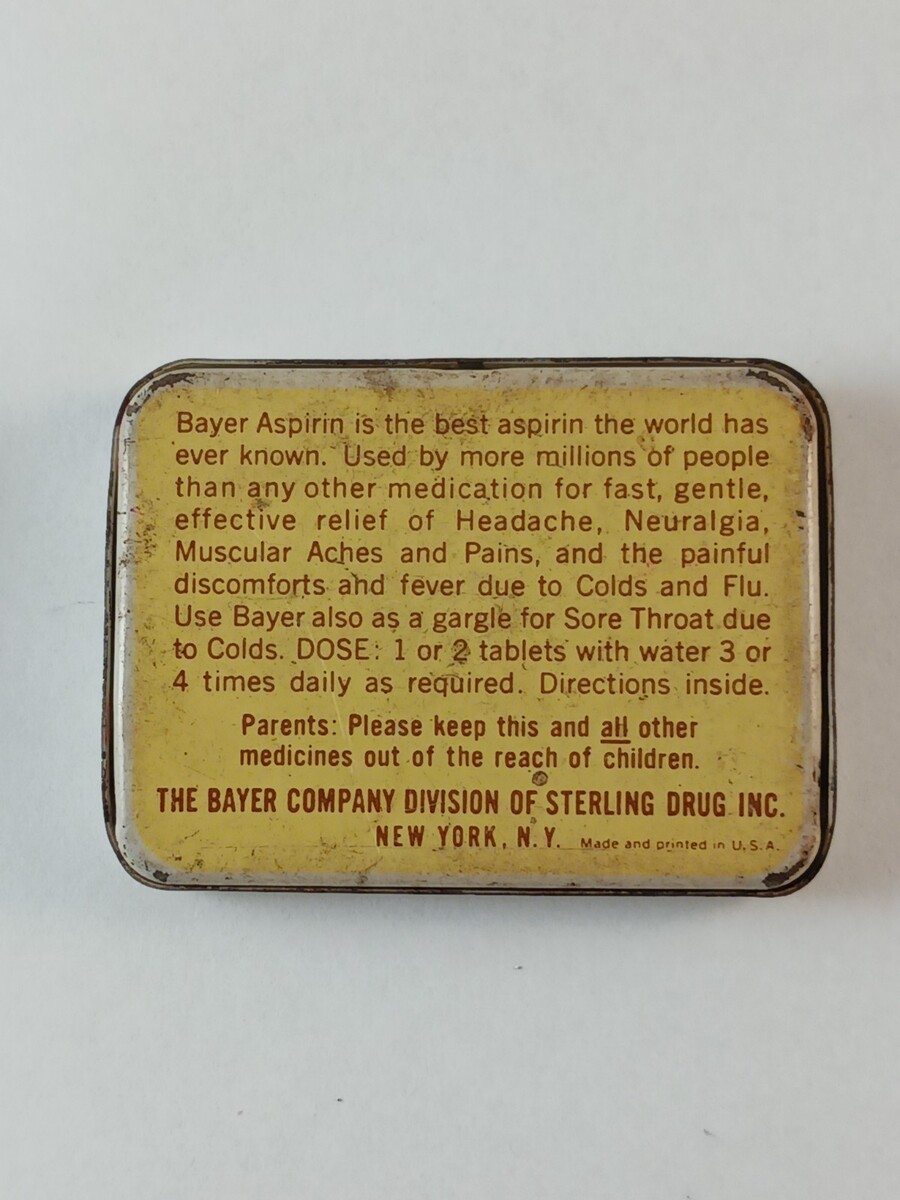 Bayer Aspirin is the best aspirin the world has
ever known. Used by more millions of people
than any other medication for fast, gentle,
effective relief of Headache, Neuralgia,
Muscular Aches and Pains, and the painful
discomforts and fever due to Colds and Flu.
Use Bayer also as a gargle for Sore Throat due
to Colds. DOSE: 1 or 2 tablets with water 3 or
4 times daily as required. Directions inside.
Parents: Please keep this and all other
medicines out of the reach of children.
THE BAYER COMPANY DIVISION OF STERLING DRUG INC.
NEW YORK, N.Y. Made and printed in U.S.A.